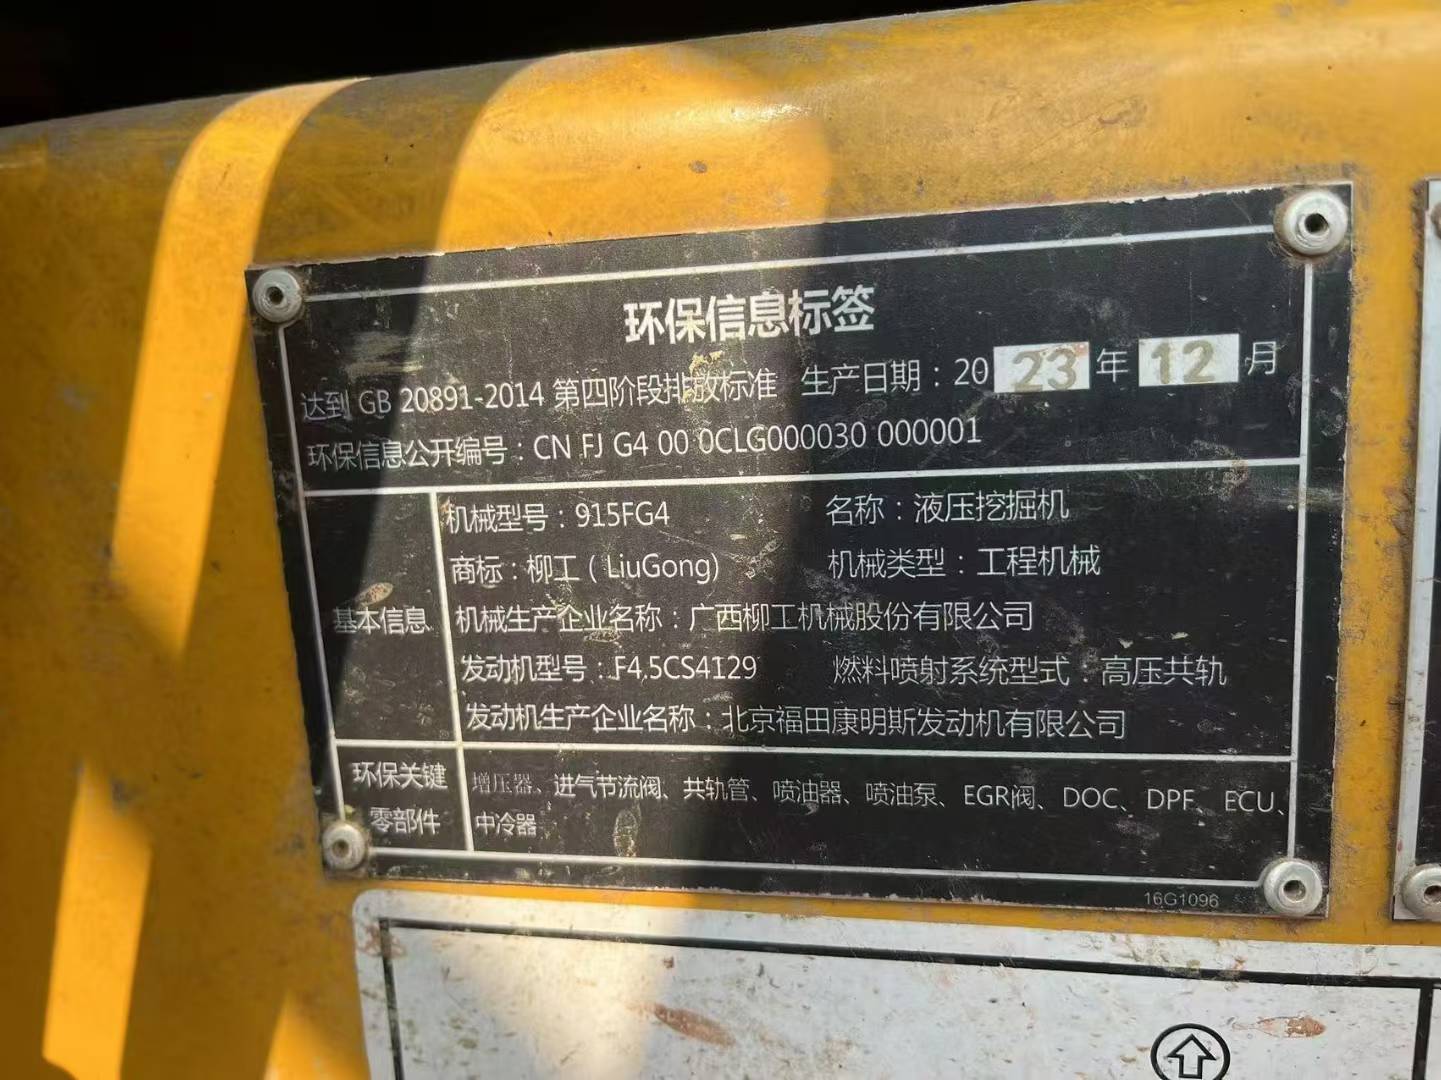 环保信息标签
达到 GB 20891-2014 第四阶段排放标准 生产日期：2023年12月
环保信息公开编号：CN FJ G4 00 0CLG000030 000001
基本信息
机械型号：915FG4 名称：液压挖掘机
商标：柳工（LiuGong） 机械类型：工程机械
机械生产企业名称：广西柳工机械股份有限公司
发动机型号：F4.5CS4129 燃料喷射系统型式：高压共轨
发动机生产企业名称：北京福田康明斯发动机有限公司
环保关键
零部件
增压器、进气节流阀、共轨管、喷油器、喷油泵、EGR阀、DOC、DPF、ECU、
中冷器
16G1096